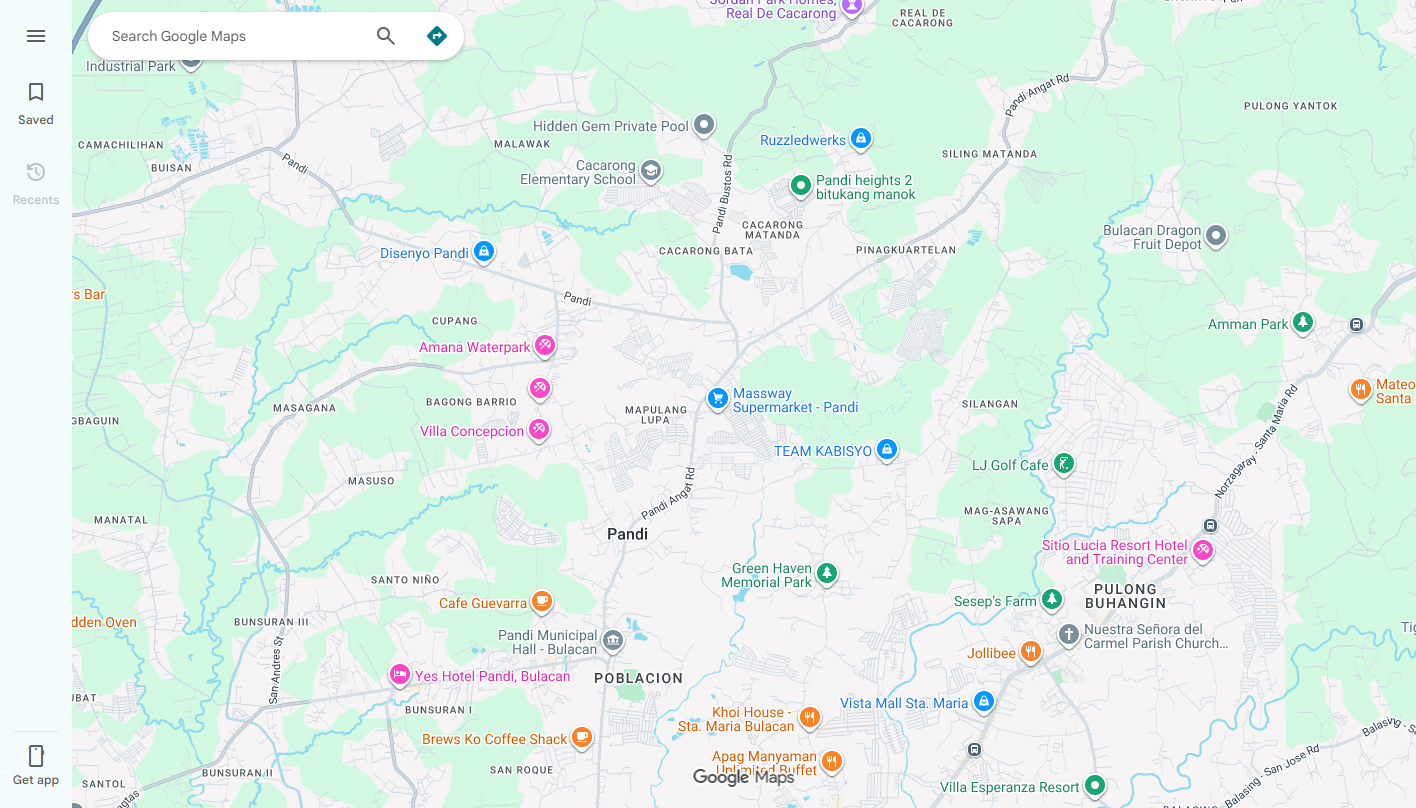 Search Google Maps
Saved
Recents
Get app
Jordan Park Homes,
Real De Cacarong
REAL DE
CACARONG
Industrial Park
Pandi Angat Rd
PULONG YANTOK
Hidden Gem Private Pool
MALAWAK
Ruzzledwerks
CAMACHILIHAN
BUISAN
Pandi
SILING MATANDA
Cacarong
Elementary School
Pandi Bustos Rd
Pandi heights 2
bitukang manok
CACARONG
MATANDA
Bulacan Dragon
Fruit Depot
Disenyo Pandi
CACARONG BATA
PINAGKUARTELAN
rs Bar
Pandi
CUPANG
Amman Park
Amana Waterpark
Mateo
Santa
Massway
Supermarket - Pandi
MASAGANA
BAGONG BARRIO
MAPULANG
LUPA
SILANGAN
GBAGUIN
Villa Concepcion
Norzagaray - Santa Maria Rd
TEAM KABISYO
LJ Golf Cafe
MASUSO
Pandi Angat Rd
MANATAL
MAG-ASAWANG
SAPA
Pandi
Sitio Lucia Resort Hotel
and Training Center
Green Haven
Memorial Park
SANTO NIÑO
PULONG
BUHANGIN
Cafe Guevarra
Sesep's Farm
dden Oven
BUNSURAN III
Pandi Municipal
Hall - Bulacan
Nuestra Señora del
Carmel Parish Church...
Tig
Jollibee
San Andres St
Yes Hotel Pandi, Bulacan
POBLACION
UBAT
BUNSURAN I
Vista Mall Sta. Maria
Khoi House -
Sta. Maria Bulacan
Brews Ko Coffee Shack
Balasing -
Balasing - San Jose Rd
Apag Manyaman
Unlimited Buffet
Google Maps
BUNSURAN II
SAN ROQUE
SANTOL
Villa Esperanza Resort